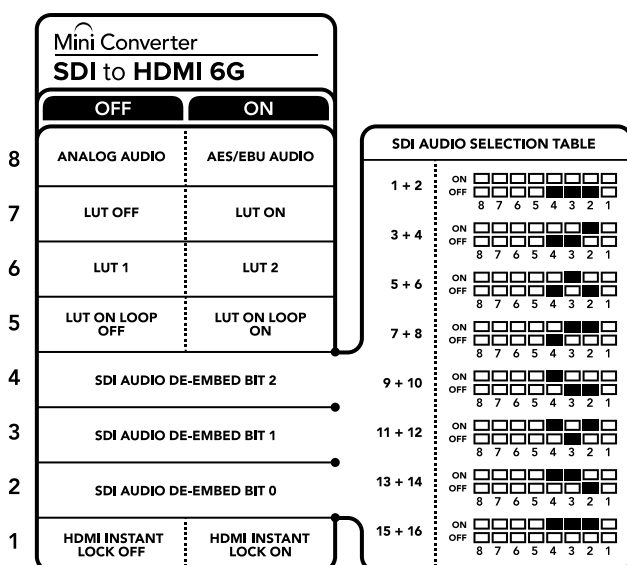 Mini Converter
SDI to HDMI 6G
OFF ON
8 ANALOG AUDIO AES/EBU AUDIO
7 LUT OFF LUT ON
6 LUT 1 LUT 2
5 LUT ON LOOP OFF LUT ON LOOP ON
4 SDI AUDIO DE-EMBED BIT 2
3 SDI AUDIO DE-EMBED BIT 1
2 SDI AUDIO DE-EMBED BIT 0
1 HDMI INSTANT LOCK OFF HDMI INSTANT LOCK ON
SDI AUDIO SELECTION TABLE
1 + 2 ON
OFF
8 7 6 5 4 3 2 1
3 + 4 ON
OFF
8 7 6 5 4 3 2 1
5 + 6 ON
OFF
8 7 6 5 4 3 2 1
7 + 8 ON
OFF
8 7 6 5 4 3 2 1
9 + 10 ON
OFF
8 7 6 5 4 3 2 1
11 + 12 ON
OFF
8 7 6 5 4 3 2 1
13 + 14 ON
OFF
8 7 6 5 4 3 2 1
15 + 16 ON
OFF
8 7 6 5 4 3 2 1